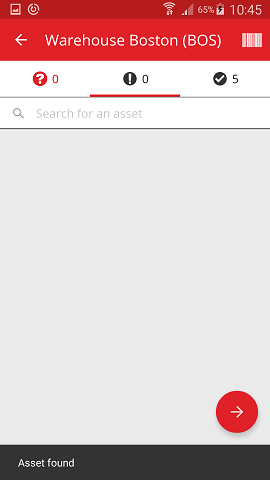 65% 10:45
Warehouse Boston (BOS)
0 0 5
Search for an asset
Asset found